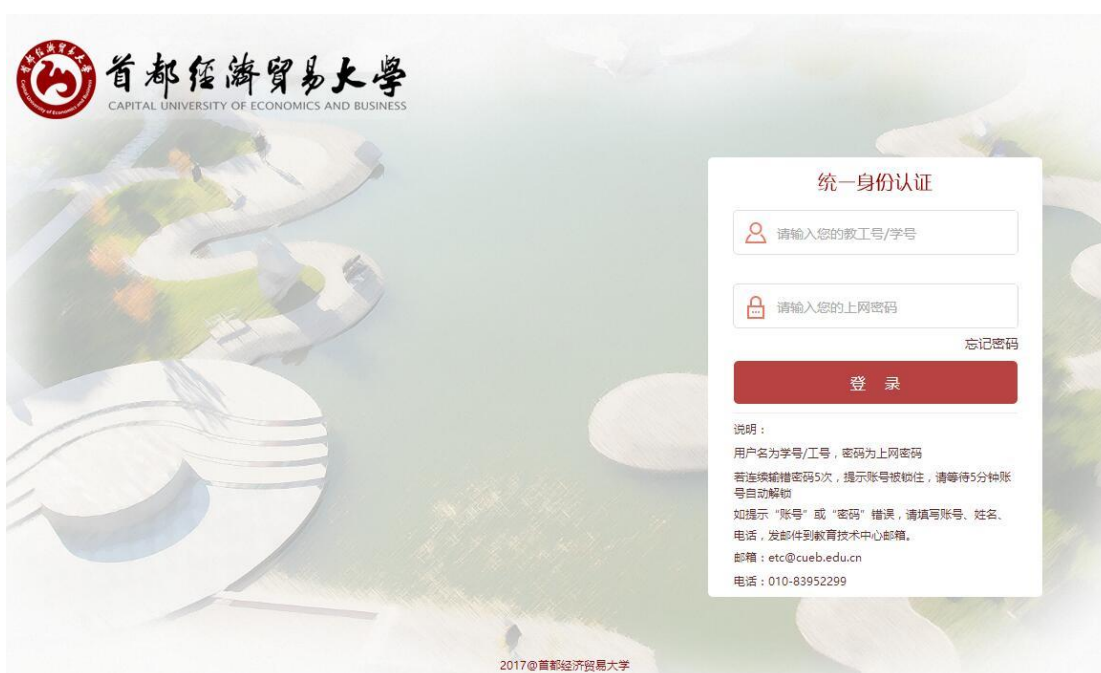 首都經濟貿易大學
CAPITAL UNIVERSITY OF ECONOMICS AND BUSINESS
统一身份认证
请输入您的教工号/学号
请输入您的上网密码
忘记密码
登 录
说明：
用户名为学号/工号，密码为上网密码
若连续输错密码5次，提示账号被锁住，请等待5分钟账
号自动解锁
如提示“账号”或“密码”错误，请填写账号、姓名、
电话，发邮件到教育技术中心邮箱。
邮箱：etc@cueb.edu.cn
电话：010-83952299
2017@首都经济贸易大学